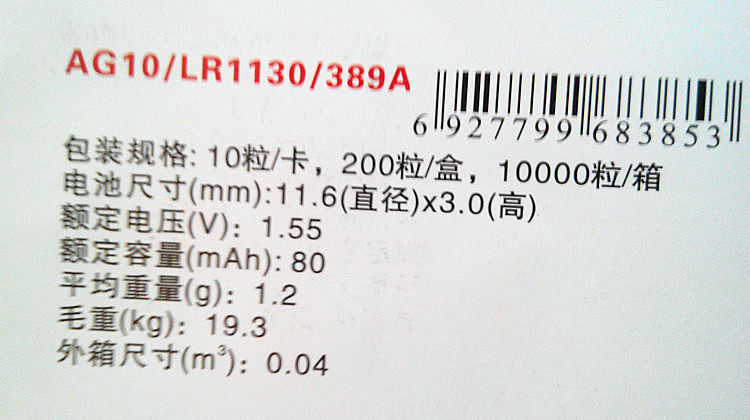 AG10/LR1130/389A
6 927799 683853
包装规格: 10粒/卡，200粒/盒，10000粒/箱
电池尺寸(mm):11.6(直径)x3.0(高)
额定电压(V)：1.55
额定容量(mAh): 80
平均重量(g)：1.2
毛重(kg)：19.3
外箱尺寸(m³)：0.04